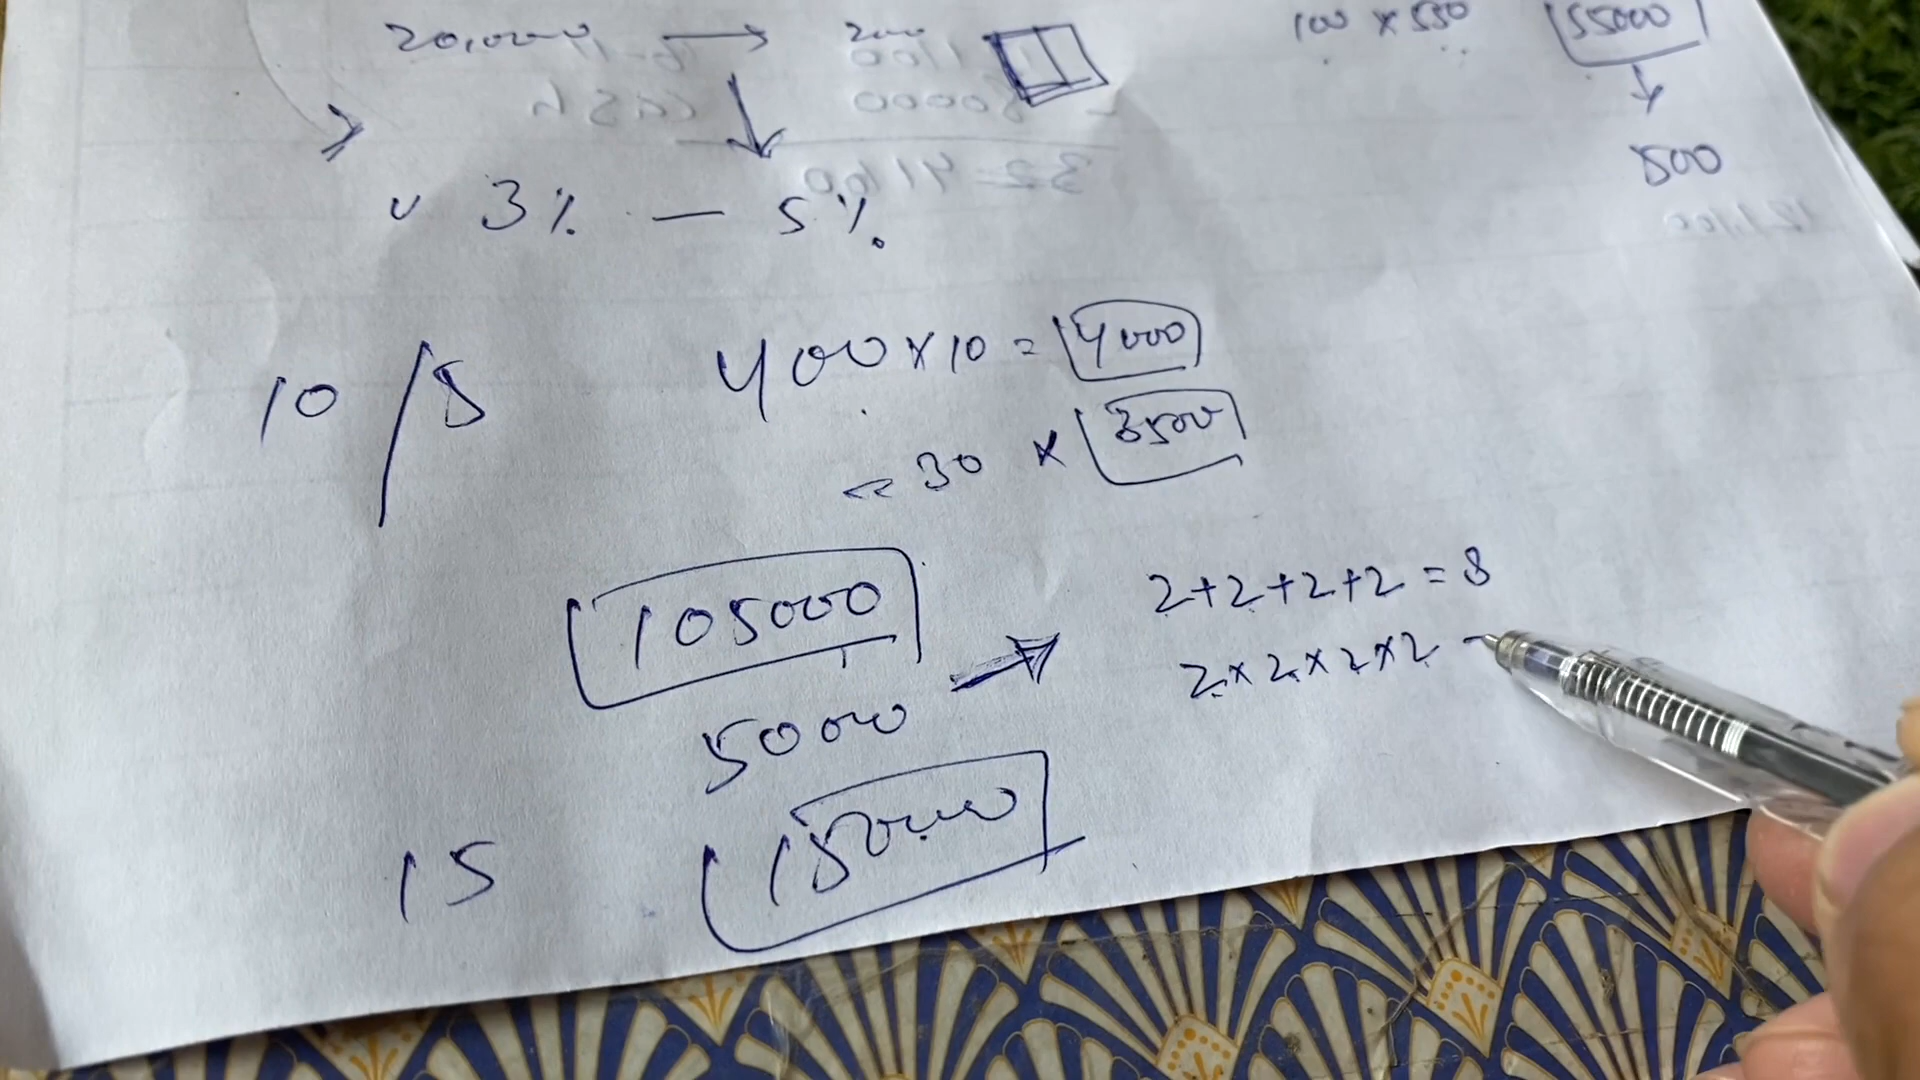 20,000 → 200
100 x 550 55000
500
3% — 5%.
10/5
400 x 10 = 4000
= 30 x 3500
105000
2+2+2+2 = 8
2 x 2 x 2 x 2 -
5000
15 15000